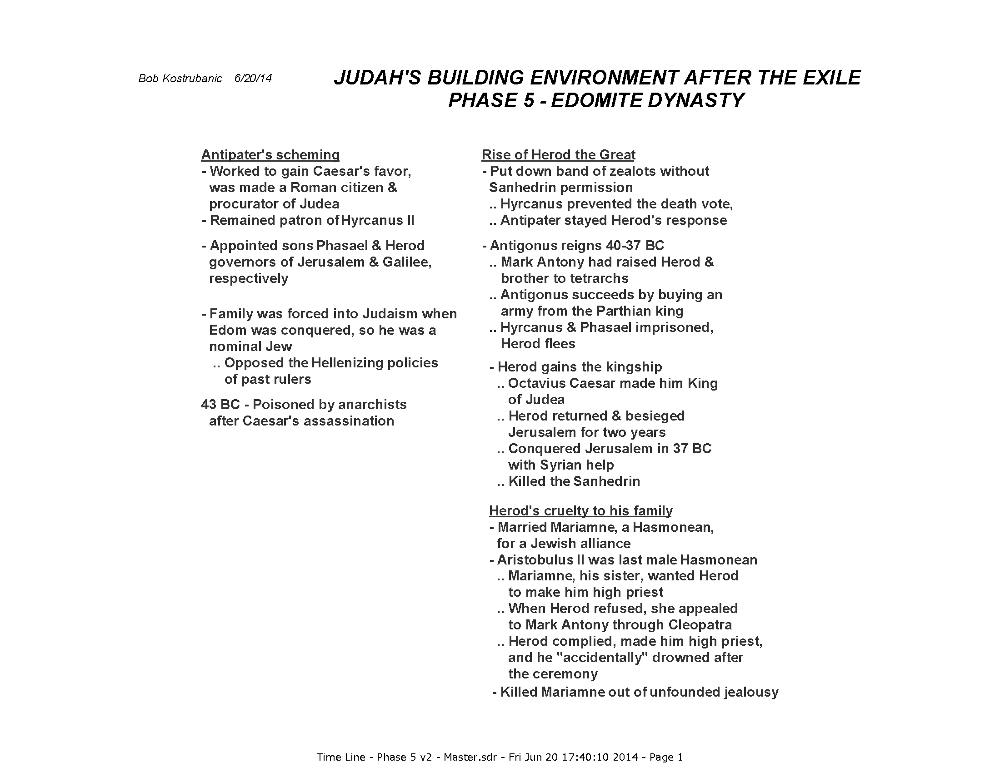 Bob Kostrubanic 6/20/14
JUDAH'S BUILDING ENVIRONMENT AFTER THE EXILE
PHASE 5 - EDOMITE DYNASTY
Antipater's scheming
- Worked to gain Caesar's favor,
was made a Roman citizen &
procurator of Judea
- Remained patron of Hyrcanus II
- Appointed sons Phasael & Herod
governors of Jerusalem & Galilee,
respectively
- Family was forced into Judaism when
Edom was conquered, so he was a
nominal Jew
.. Opposed the Hellenizing policies
of past rulers
43 BC - Poisoned by anarchists
after Caesar's assassination
Rise of Herod the Great
- Put down band of zealots without
Sanhedrin permission
.. Hyrcanus prevented the death vote,
.. Antipater stayed Herod's response
- Antigonus reigns 40-37 BC
.. Mark Antony had raised Herod &
brother to tetrarchs
.. Antigonus succeeds by buying an
army from the Parthian king
.. Hyrcanus & Phasael imprisoned,
Herod flees
- Herod gains the kingship
.. Octavius Caesar made him King
of Judea
.. Herod returned & besieged
Jerusalem for two years
.. Conquered Jerusalem in 37 BC
with Syrian help
.. Killed the Sanhedrin
Herod's cruelty to his family
- Married Mariamne, a Hasmonean,
for a Jewish alliance
- Aristobulus II was last male Hasmonean
.. Mariamne, his sister, wanted Herod
to make him high priest
.. When Herod refused, she appealed
to Mark Antony through Cleopatra
.. Herod complied, made him high priest,
and he "accidentally" drowned after
the ceremony
- Killed Mariamne out of unfounded jealousy
Time Line - Phase 5 v2 - Master.sdr - Fri Jun 20 17:40:10 2014 - Page 1